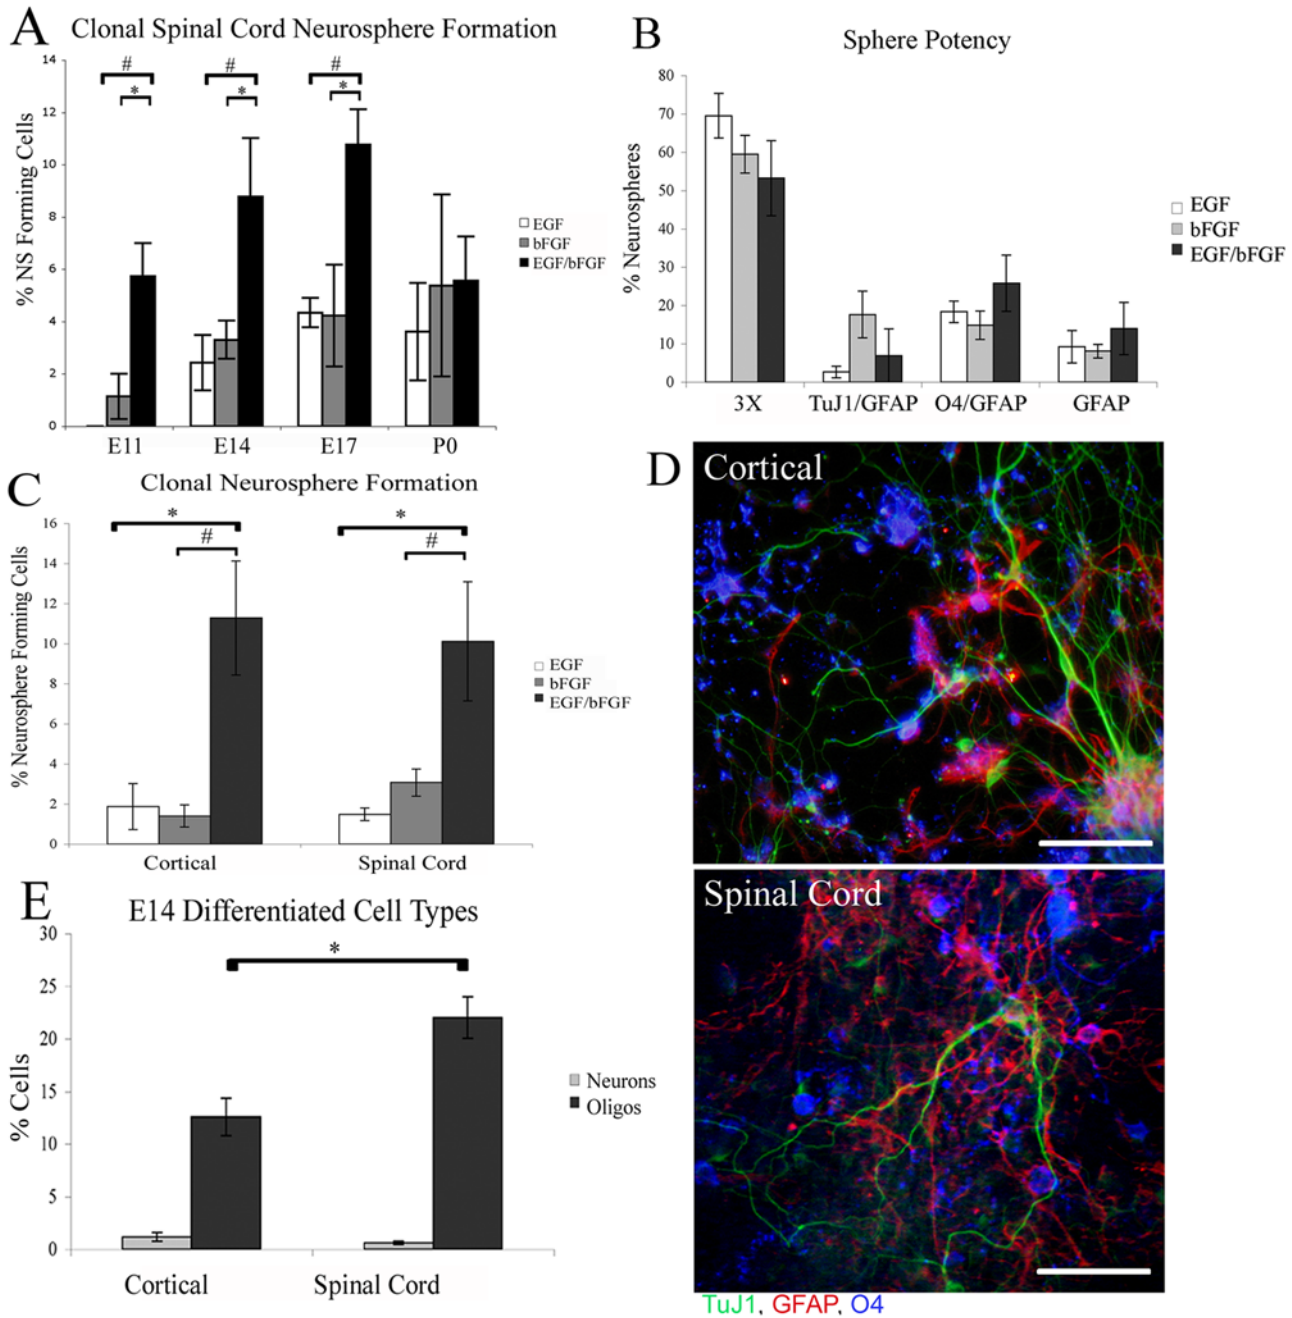 A
Clonal Spinal Cord Neurosphere Formation
% NS Forming Cells
14
12
10
8
6
4
2
0
# * # * # *
E11 E14 E17 P0
EGF
bFGF
EGF/bFGF
B
Sphere Potency
% Neurospheres
80
70
60
50
40
30
20
10
0
3X TuJ1/GFAP O4/GFAP GFAP
EGF
bFGF
EGF/bFGF
C
Clonal Neurosphere Formation
% Neurosphere Forming Cells
16
14
12
10
8
6
4
2
0
* # * #
Cortical Spinal Cord
EGF
bFGF
EGF/bFGF
D
Cortical
Spinal Cord
TuJ1, GFAP, O4
E
E14 Differentiated Cell Types
% Cells
30
25
20
15
10
5
0
*
Cortical Spinal Cord
Neurons
Oligos